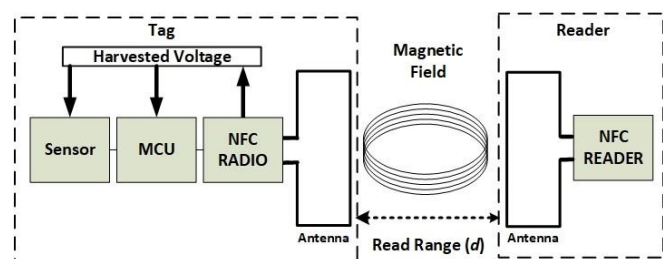 Tag
Harvested Voltage
Sensor
MCU
NFC
RADIO
Antenna
Magnetic
Field
Read Range (d)
Reader
NFC
READER
Antenna